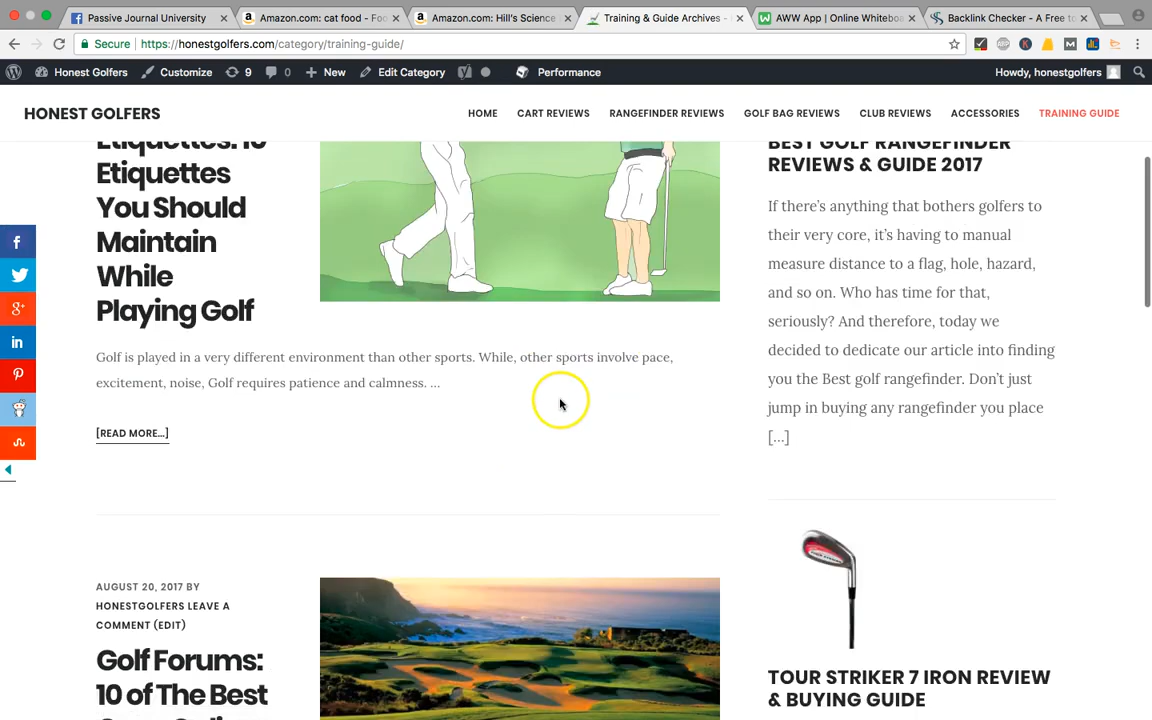 Passive Journal University
Amazon.com: cat food - Foo
Amazon.com: Hill's Science
Training & Guide Archives -
AWW App | Online Whiteboa
Backlink Checker - A Free to
Secure https://honestgolfers.com/category/training-guide/
ABP
K
M
Honest Golfers
Customize
9
0
New
Edit Category
Performance
Howdy, honestgolfers
HONEST GOLFERS
HOME
CART REVIEWS
RANGEFINDER REVIEWS
GOLF BAG REVIEWS
CLUB REVIEWS
ACCESSORIES
TRAINING GUIDE
Etiquettes: 10
Etiquettes
You Should
Maintain
While
Playing Golf
Golf is played in a very different environment than other sports. While, other sports involve pace,
excitement, noise, Golf requires patience and calmness. ...
[READ MORE...]
AUGUST 20, 2017 BY
HONESTGOLFERS LEAVE A
COMMENT (EDIT)
Golf Forums:
10 of The Best
BEST GOLF RANGEFINDER
REVIEWS & GUIDE 2017
If there's anything that bothers golfers to
their very core, it's having to manual
measure distance to a flag, hole, hazard,
and so on. Who has time for that,
seriously? And therefore, today we
decided to dedicate our article into finding
you the Best golf rangefinder. Don't just
jump in buying any rangefinder you place
[...]
TOUR STRIKER 7 IRON REVIEW
& BUYING GUIDE